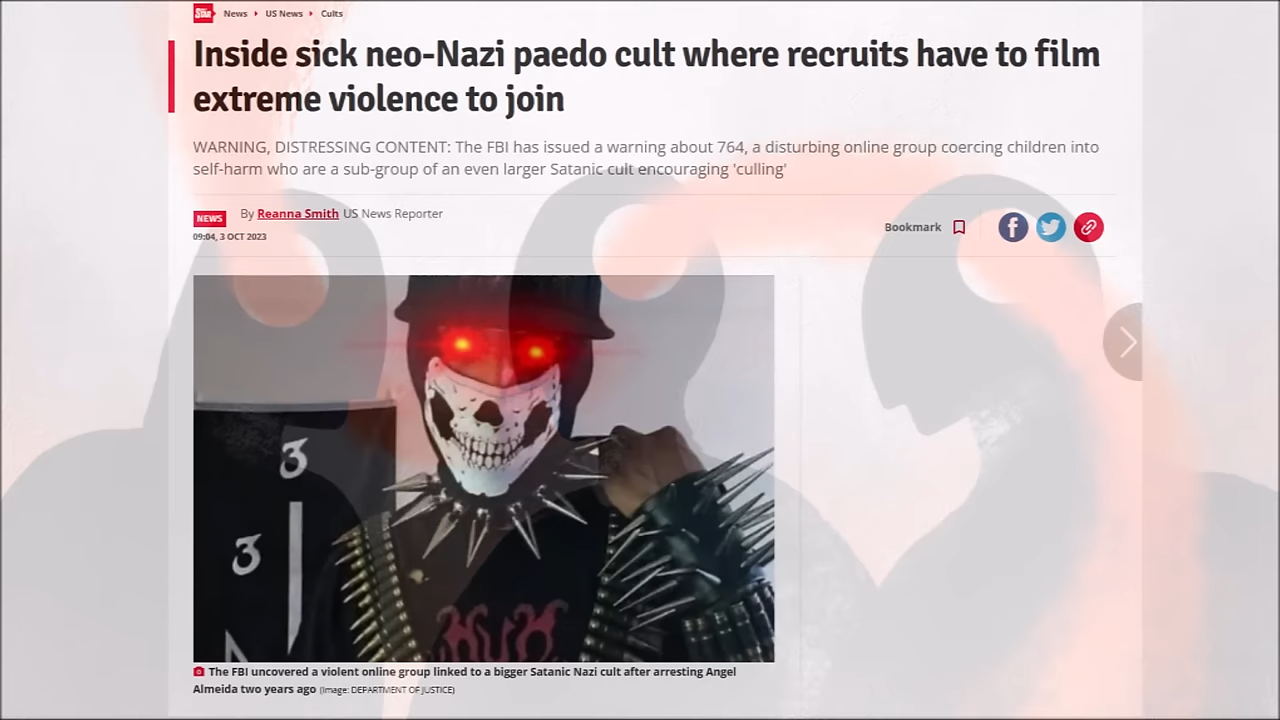 STAR
News
US News
Cults
Inside sick neo-Nazi paedo cult where recruits have to film
extreme violence to join
WARNING, DISTRESSING CONTENT: The FBI has issued a warning about 764, a disturbing online group coercing children into
self-harm who are a sub-group of an even larger Satanic cult encouraging 'culling'
NEWS
By Reanna Smith US News Reporter
09:04, 3 OCT 2023
Bookmark
3
3
The FBI uncovered a violent online group linked to a bigger Satanic Nazi cult after arresting Angel
Almeida two years ago (Image: DEPARTMENT OF JUSTICE)